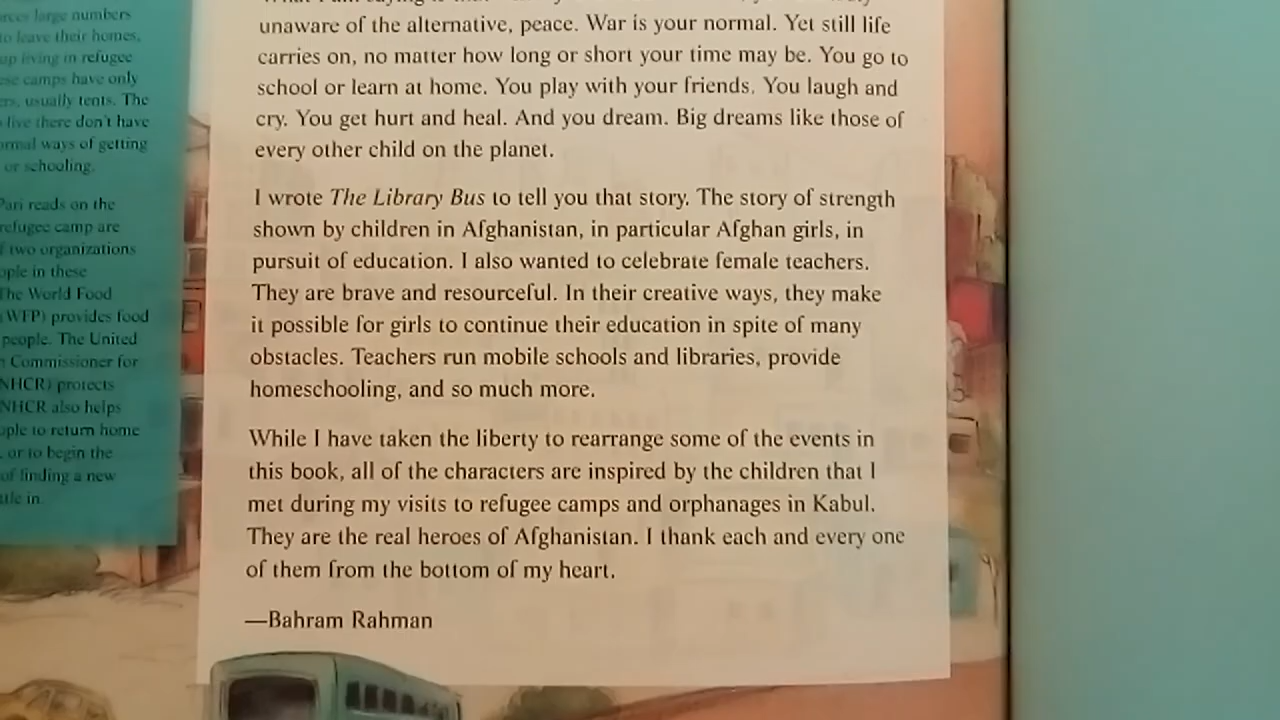 rces large numbers
to leave their homes,
up living in refugee
ese camps have only
ers, usually tents. The
live there don't have
ormal ways of getting
or schooling.
Pari reads on the
refugee camp are
two organizations
ople in these
The World Food
(WFP) provides food
people. The United
Commissioner for
NHCR) protects
NHCR also helps
ople to return home
, or to begin the
of finding a new
ttle in.
unaware of the alternative, peace. War is your normal. Yet still life
carries on, no matter how long or short your time may be. You go to
school or learn at home. You play with your friends. You laugh and
cry. You get hurt and heal. And you dream. Big dreams like those of
every other child on the planet.
I wrote The Library Bus to tell you that story. The story of strength
shown by children in Afghanistan, in particular Afghan girls, in
pursuit of education. I also wanted to celebrate female teachers.
They are brave and resourceful. In their creative ways, they make
it possible for girls to continue their education in spite of many
obstacles. Teachers run mobile schools and libraries, provide
homeschooling, and so much more.
While I have taken the liberty to rearrange some of the events in
this book, all of the characters are inspired by the children that I
met during my visits to refugee camps and orphanages in Kabul.
They are the real heroes of Afghanistan. I thank each and every one
of them from the bottom of my heart.
—Bahram Rahman